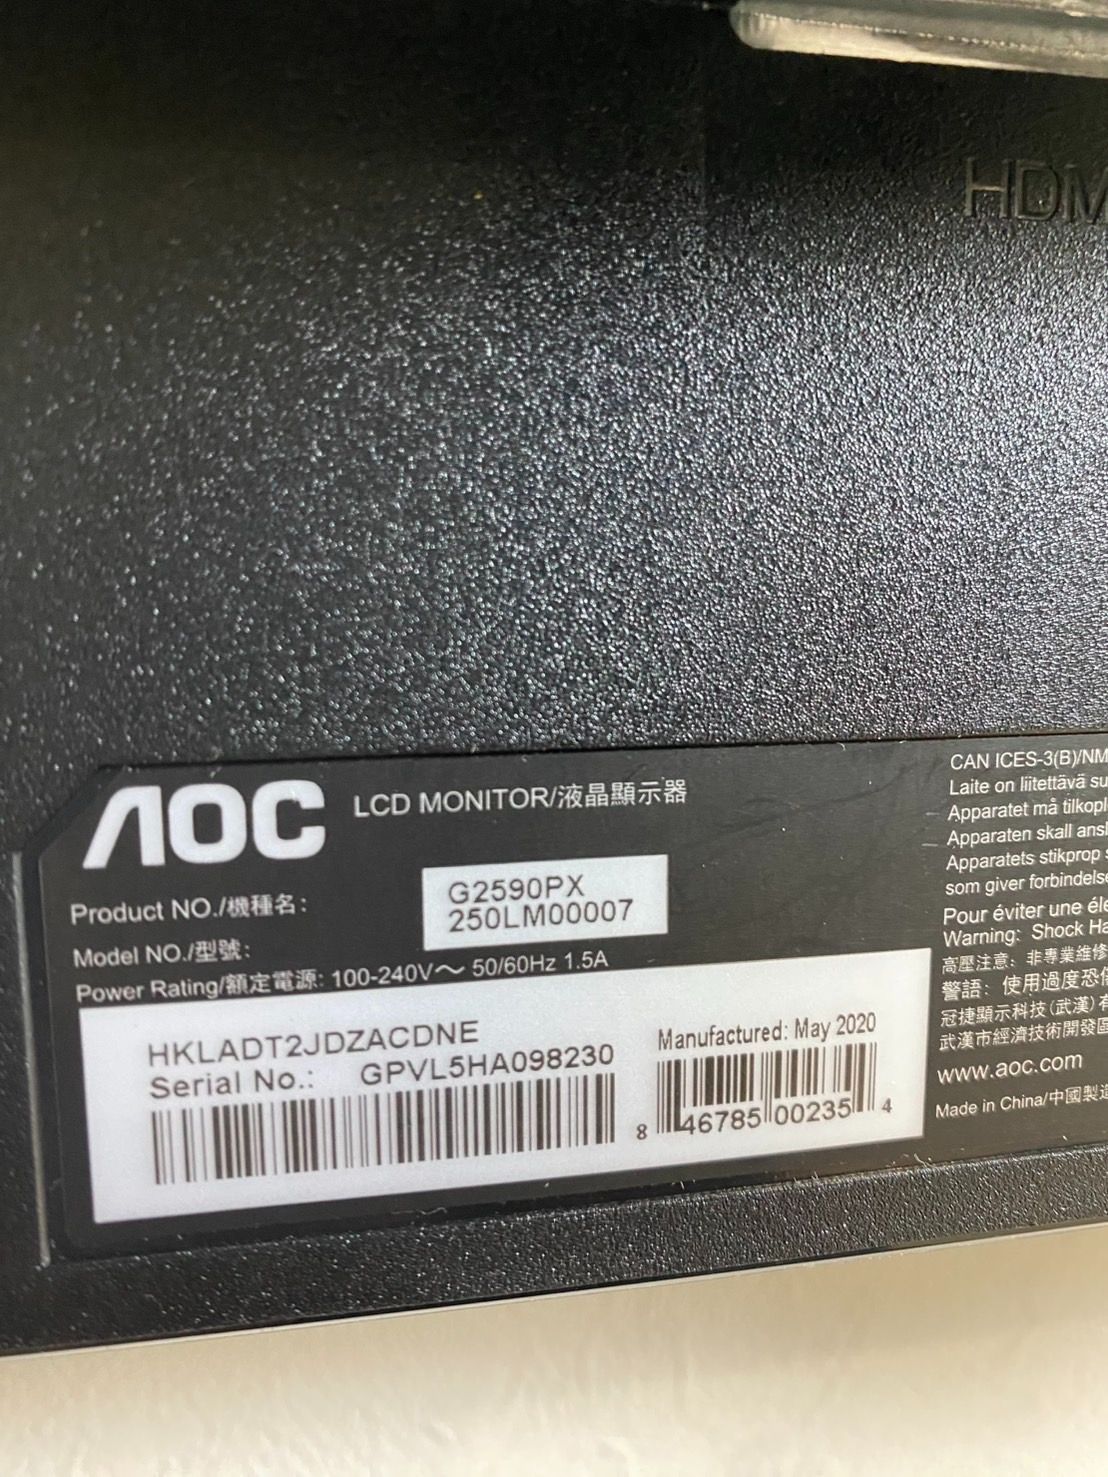 HDM
AOC
LCD MONITOR/液晶顯示器
Product NO./機種名:
G2590PX
250LM00007
Model NO./型號:
Power Rating/額定電源: 100-240V～ 50/60Hz 1.5A
HKLADT2JDZACDNE
Serial No.: GPVL5HA098230
Manufactured: May 2020
8 46785 00235 4
CAN ICES-3(B)/NM
Laite on liitettävä su
Apparatet må tilkopl
Apparaten skall ansl
Apparatets stikprop s
som giver forbindelse
Pour éviter une éle
Warning: Shock Ha
高壓注意: 非專業維修
警語: 使用過度恐
冠捷顯示科技(武漢)有
武漢市經濟技術開發區
www.aoc.com
Made in China/中國製造